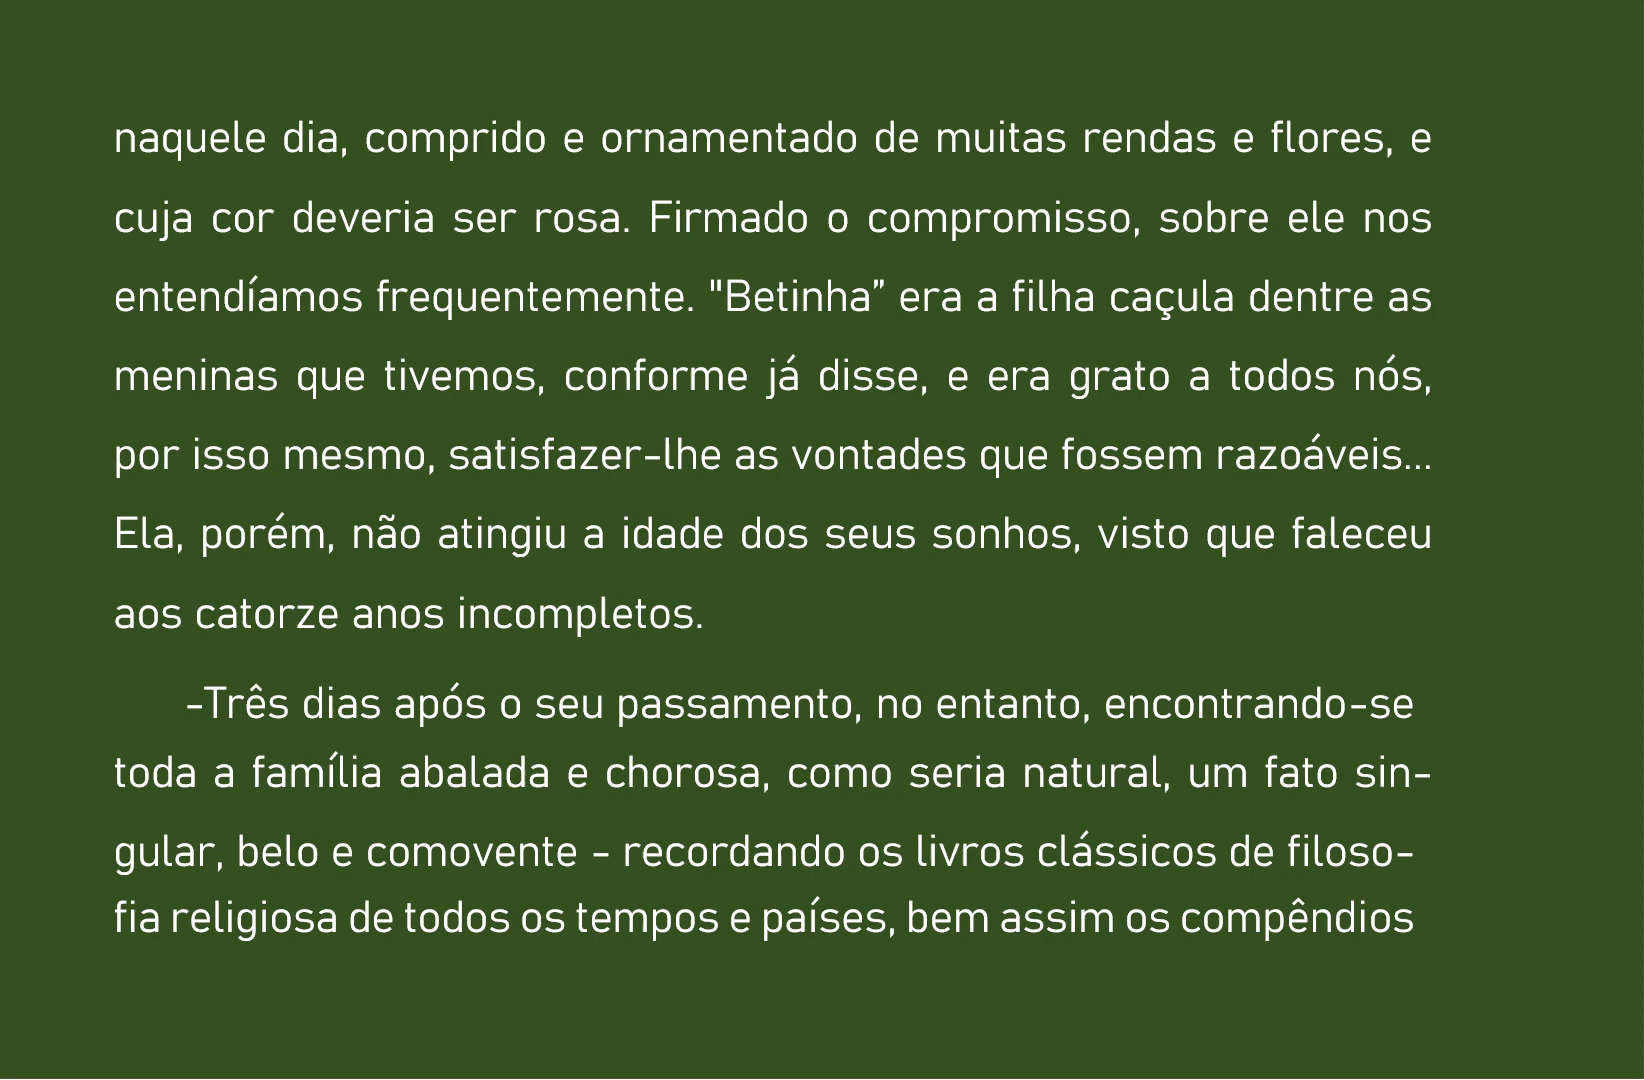 naquele dia, comprido e ornamentado de muitas rendas e flores, e
cuja cor deveria ser rosa. Firmado o compromisso, sobre ele nos
entendíamos frequentemente. "Betinha” era a filha caçula dentre as
meninas que tivemos, conforme já disse, e era grato a todos nós,
por isso mesmo, satisfazer-lhe as vontades que fossem razoáveis...
Ela, porém, não atingiu a idade dos seus sonhos, visto que faleceu
aos catorze anos incompletos.
-Três dias após o seu passamento, no entanto, encontrando-se
toda a família abalada e chorosa, como seria natural, um fato sin-
gular, belo e comovente - recordando os livros clássicos de filoso-
fia religiosa de todos os tempos e países, bem assim os compêndios